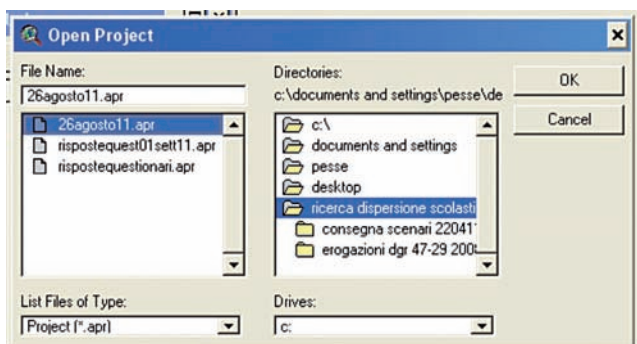 Open Project
File Name:
26agosto11.apr
26agosto11.apr
rispostequest01sett11.apr
rispostequestionari.apr
List Files of Type:
Project (*.apr)
Directories:
c:\documents and settings\pesse\de
c:\
documents and settings
pesse
desktop
ricerca dispersione scolasti
consegna scenari 22041
erogazioni dgr 47-29 200
Drives:
c:
OK
Cancel